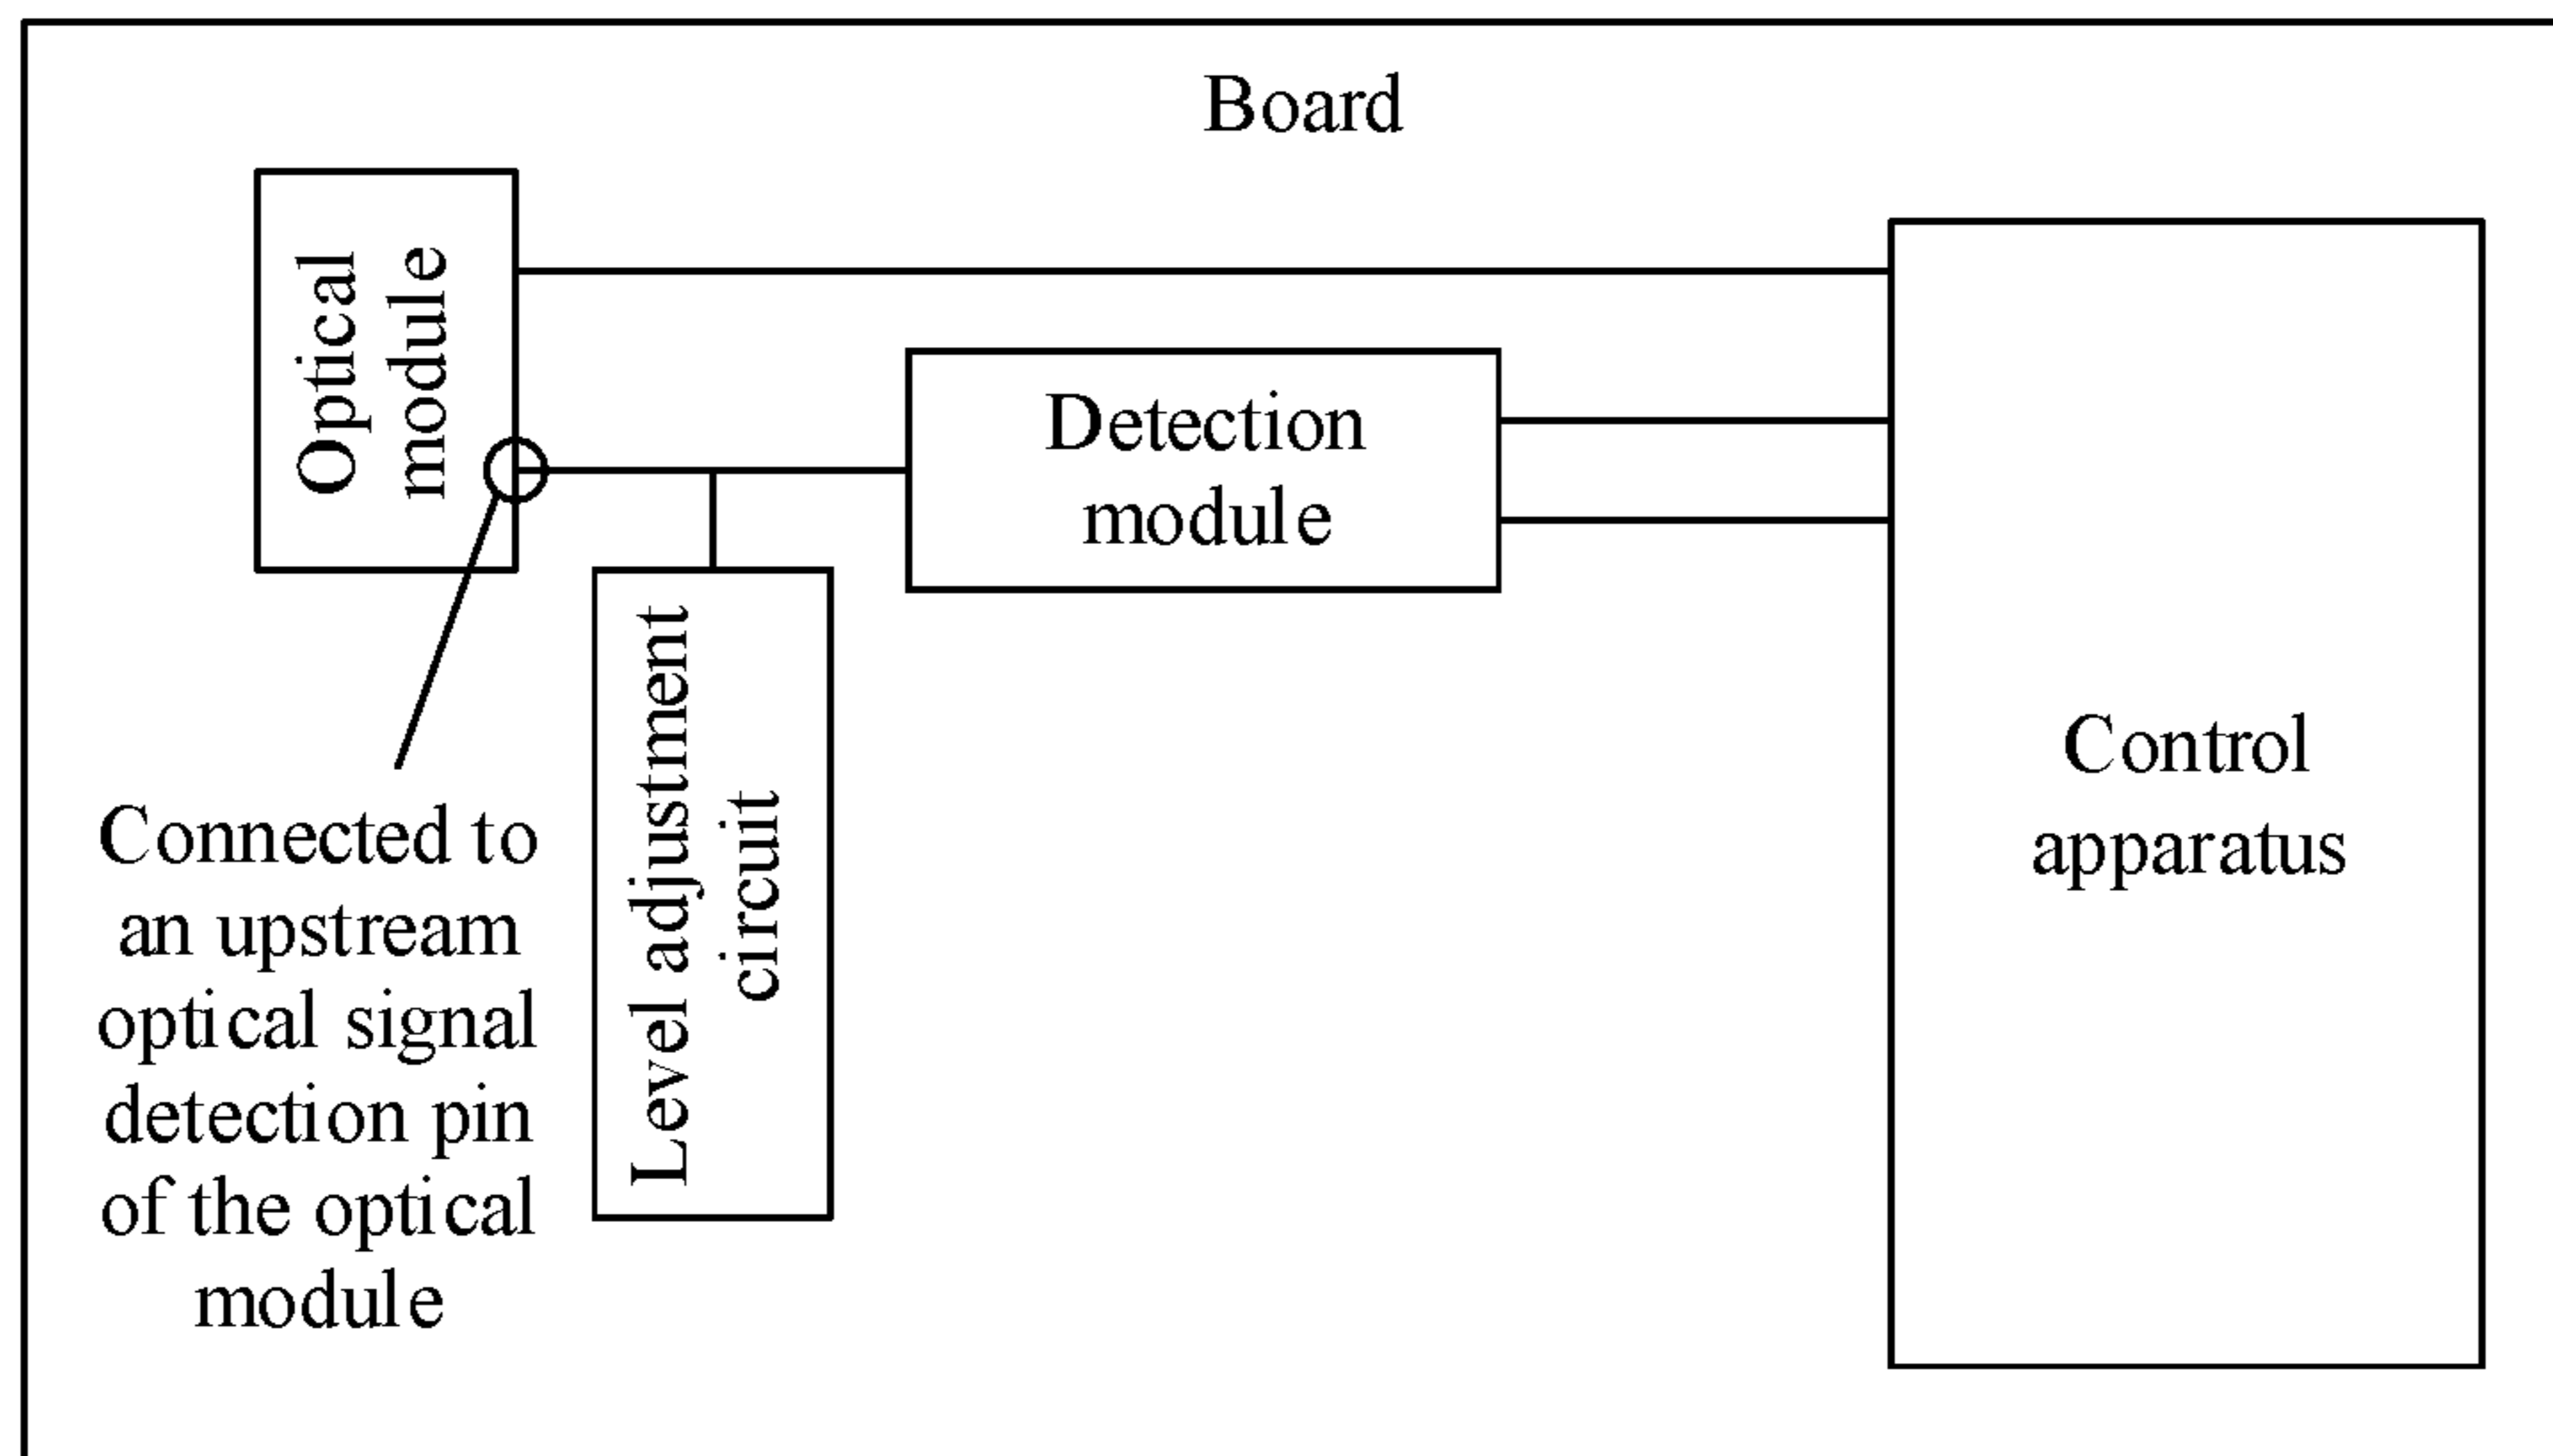 Board
Optical
module
Detection
module
Level adjustment
circuit
Control
apparatus
Connected to
an upstream
optical signal
detection pin
of the optical
module